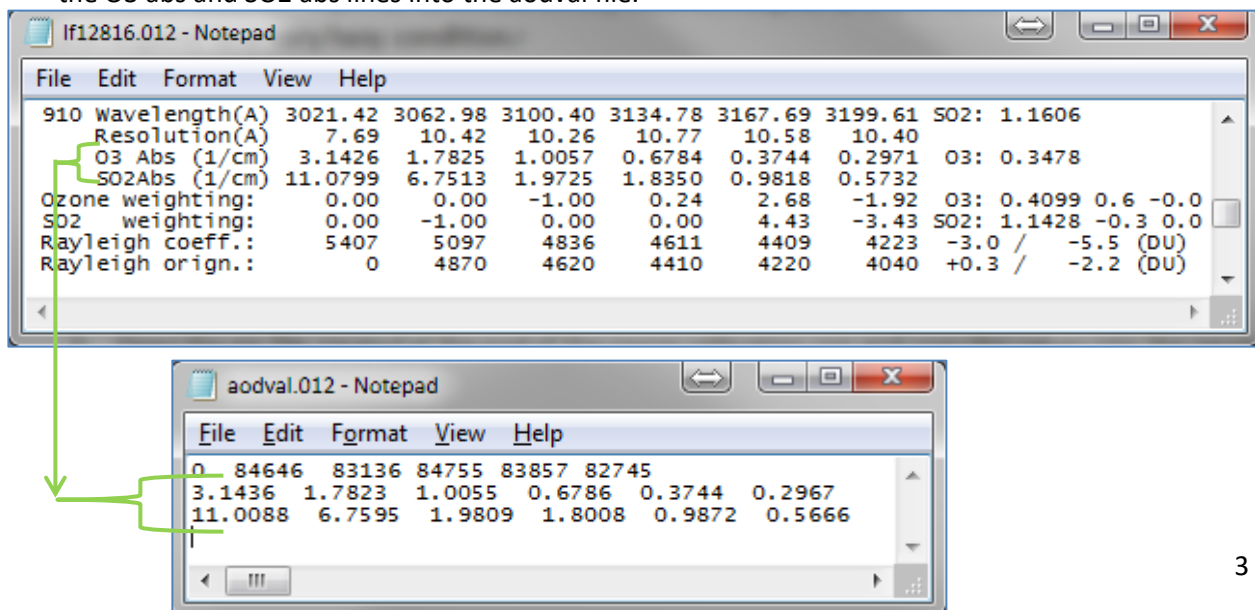 the O3 abs and SO2 abs lines into the aodval file.
lf12816.012 - Notepad
File Edit Format View Help
910 Wavelength(A) 3021.42 3062.98 3100.40 3134.78 3167.69 3199.61 SO2: 1.1606
Resolution(A) 7.69 10.42 10.26 10.77 10.58 10.40
O3 Abs (1/cm) 3.1426 1.7825 1.0057 0.6784 0.3744 0.2971 O3: 0.3478
SO2Abs (1/cm) 11.0799 6.7513 1.9725 1.8350 0.9818 0.5732
Ozone weighting: 0.00 0.00 -1.00 0.24 2.68 -1.92 O3: 0.4099 0.6 -0.0
SO2 weighting: 0.00 -1.00 0.00 0.00 4.43 -3.43 SO2: 1.1428 -0.3 0.0
Rayleigh coeff.: 5407 5097 4836 4611 4409 4223 -3.0 / -5.5 (DU)
Rayleigh orign.: 0 4870 4620 4410 4220 4040 +0.3 / -2.2 (DU)
aodval.012 - Notepad
File Edit Format View Help
0 84646 83136 84755 83857 82745
3.1436 1.7823 1.0055 0.6786 0.3744 0.2967
11.0088 6.7595 1.9809 1.8008 0.9872 0.5666
3